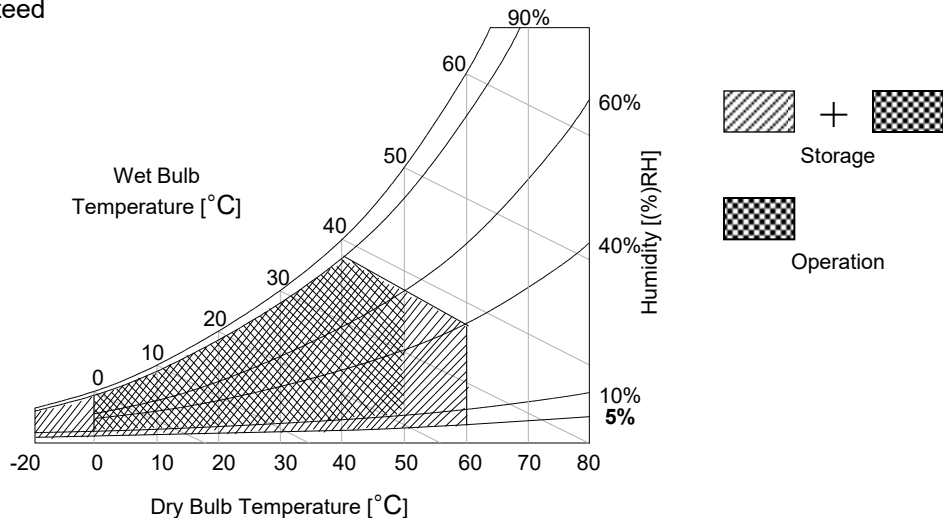 teed
90%
60
60%
50
Wet Bulb
Temperature [°C]
40
40%
Humidity [(%)RH]
30
20
10
0
10%
5%
-20 0 10 20 30 40 50 60 70 80
Dry Bulb Temperature [°C]
+
Storage
Operation